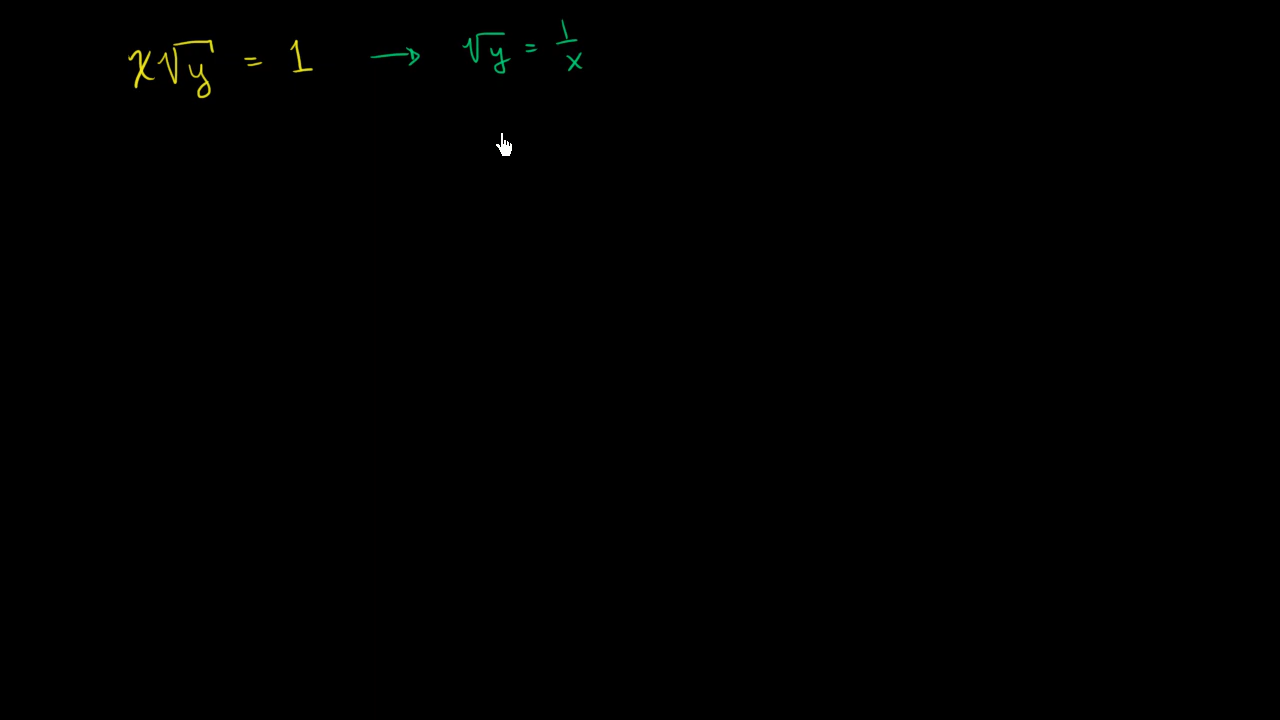 x√y = 1 → √y = 1/x